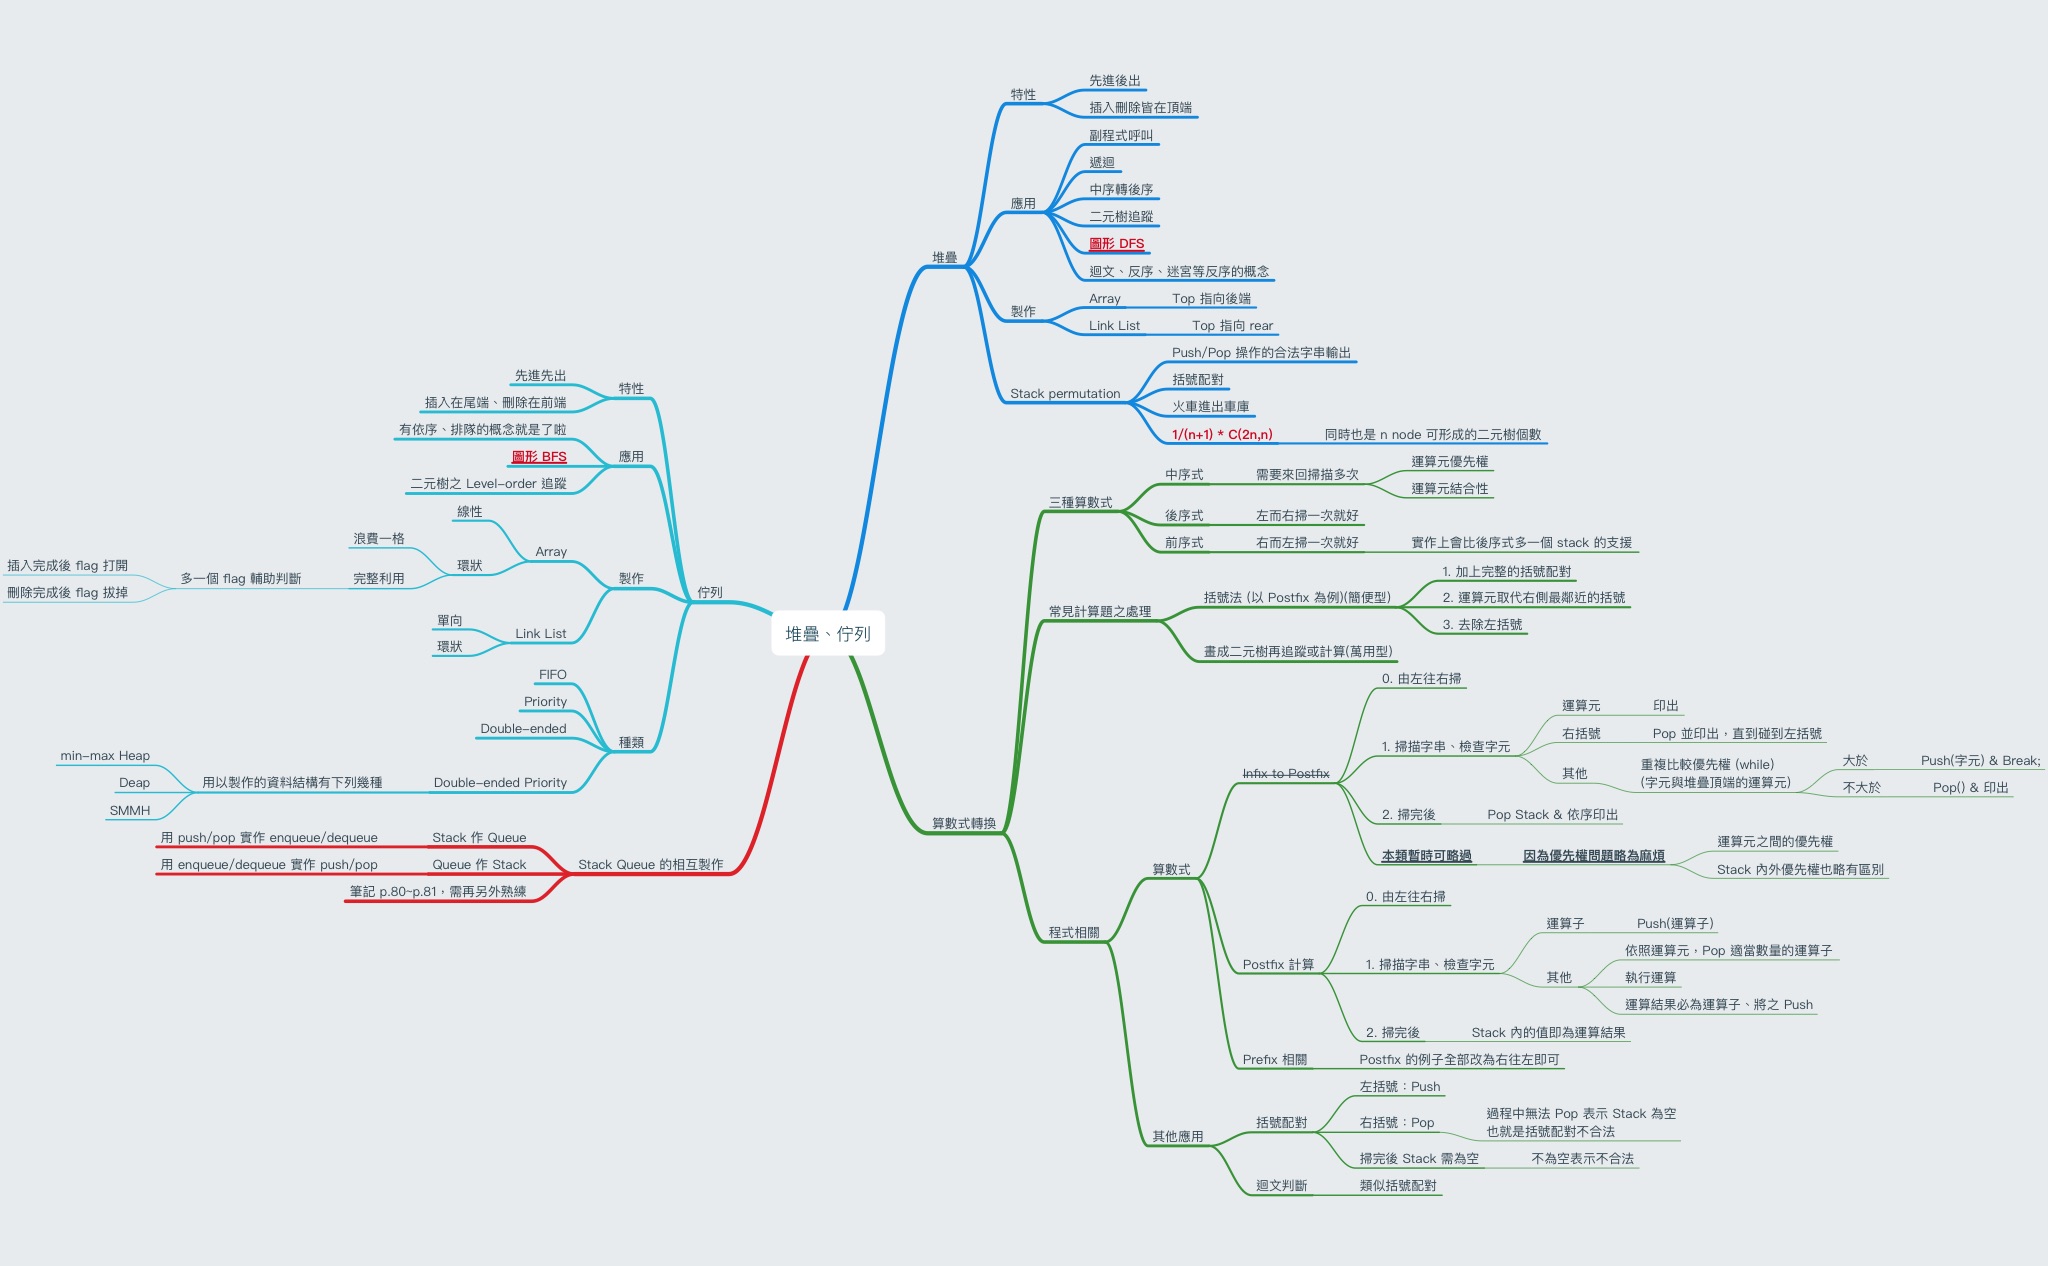 堆疊、佇列
堆疊
特性
先進後出
插入刪除皆在頂端
應用
副程式呼叫
遞迴
中序轉後序
二元樹追蹤
圖形 DFS
迴文、反序、迷宮等反序的概念
製作
Array
Top 指向後端
Link List
Top 指向 rear
Stack permutation
Push/Pop 操作的合法字串輸出
括號配對
火車進出車庫
1/(n+1) * C(2n,n)
同時也是 n node 可形成的二元樹個數
算數式轉換
三種算數式
中序式
需要來回掃描多次
運算元優先權
運算元結合性
後序式
左而右掃一次就好
前序式
右而左掃一次就好
實作上會比後序式多一個 stack 的支援
常見計算題之處理
括號法 (以 Postfix 為例)(簡便型)
1. 加上完整的括號配對
2. 運算元取代右側最鄰近的括號
3. 去除左括號
畫成二元樹再追蹤或計算(萬用型)
程式相關
算數式
Infix to Postfix
0. 由左往右掃
1. 掃描字串、檢查字元
運算元
印出
右括號
Pop 並印出，直到碰到左括號
其他
重複比較優先權 (while)
(字元與堆疊頂端的運算元)
大於
Push(字元) & Break;
不大於
Pop() & 印出
2. 掃完後
Pop Stack & 依序印出
本類暫時可略過
因為優先權問題略為麻煩
運算元之間的優先權
Stack 內外優先權也略有區別
Postfix 計算
0. 由左往右掃
1. 掃描字串、檢查字元
運算子
Push(運算子)
其他
依照運算元，Pop 適當數量的運算子
執行運算
運算結果必為運算子、將之 Push
2. 掃完後
Stack 內的值即為運算結果
Prefix 相關
Postfix 的例子全部改為右往左即可
其他應用
括號配對
左括號：Push
右括號：Pop
過程中無法 Pop 表示 Stack 為空
也就是括號配對不合法
掃完後 Stack 需為空
不為空表示不合法
迴文判斷
類似括號配對
佇列
特性
先進先出
插入在尾端、刪除在前端
應用
有依序、排隊的概念就是了啦
圖形 BFS
二元樹之 Level-order 追蹤
製作
Array
線性
環狀
浪費一格
完整利用
多一個 flag 輔助判斷
插入完成後 flag 打開
刪除完成後 flag 拔掉
Link List
單向
環狀
種類
FIFO
Priority
Double-ended
Double-ended Priority
用以製作的資料結構有下列幾種
min-max Heap
Deap
SMMH
Stack Queue 的相互製作
Stack 作 Queue
用 push/pop 實作 enqueue/dequeue
Queue 作 Stack
用 enqueue/dequeue 實作 push/pop
筆記 p.80~p.81，需再另外熟練